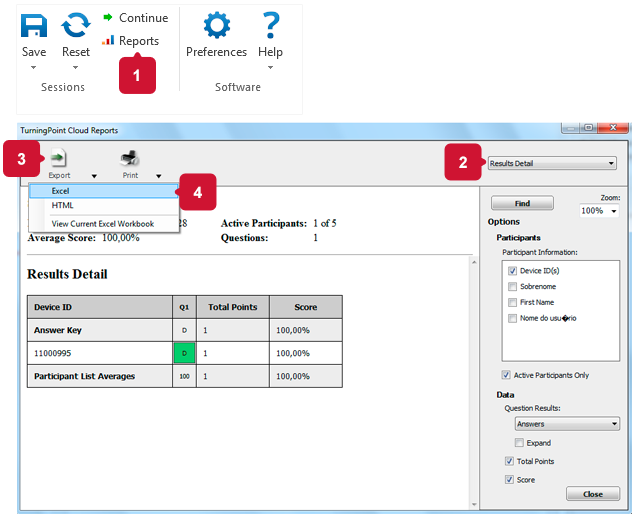 Save
Reset
Continue
Reports
Preferences
Help
Sessions
Software
1
TurningPoint Cloud Reports
3
Export
Print
2
Results Detail
4
Excel
HTML
View Current Excel Workbook
28
Active Participants: 1 of 5
Average Score: 100,00%
Questions: 1
Results Detail
Device ID Q1 Total Points Score
Answer Key D 1 100,00%
11000995 D 1 100,00%
Participant List Averages 100 1 100,00%
Find
Zoom:
100%
Options
Participants
Participant Information:
Device ID(s)
Sobrenome
First Name
Nome do usu�rio
Active Participants Only
Data
Question Results:
Answers
Expand
Total Points
Score
Close